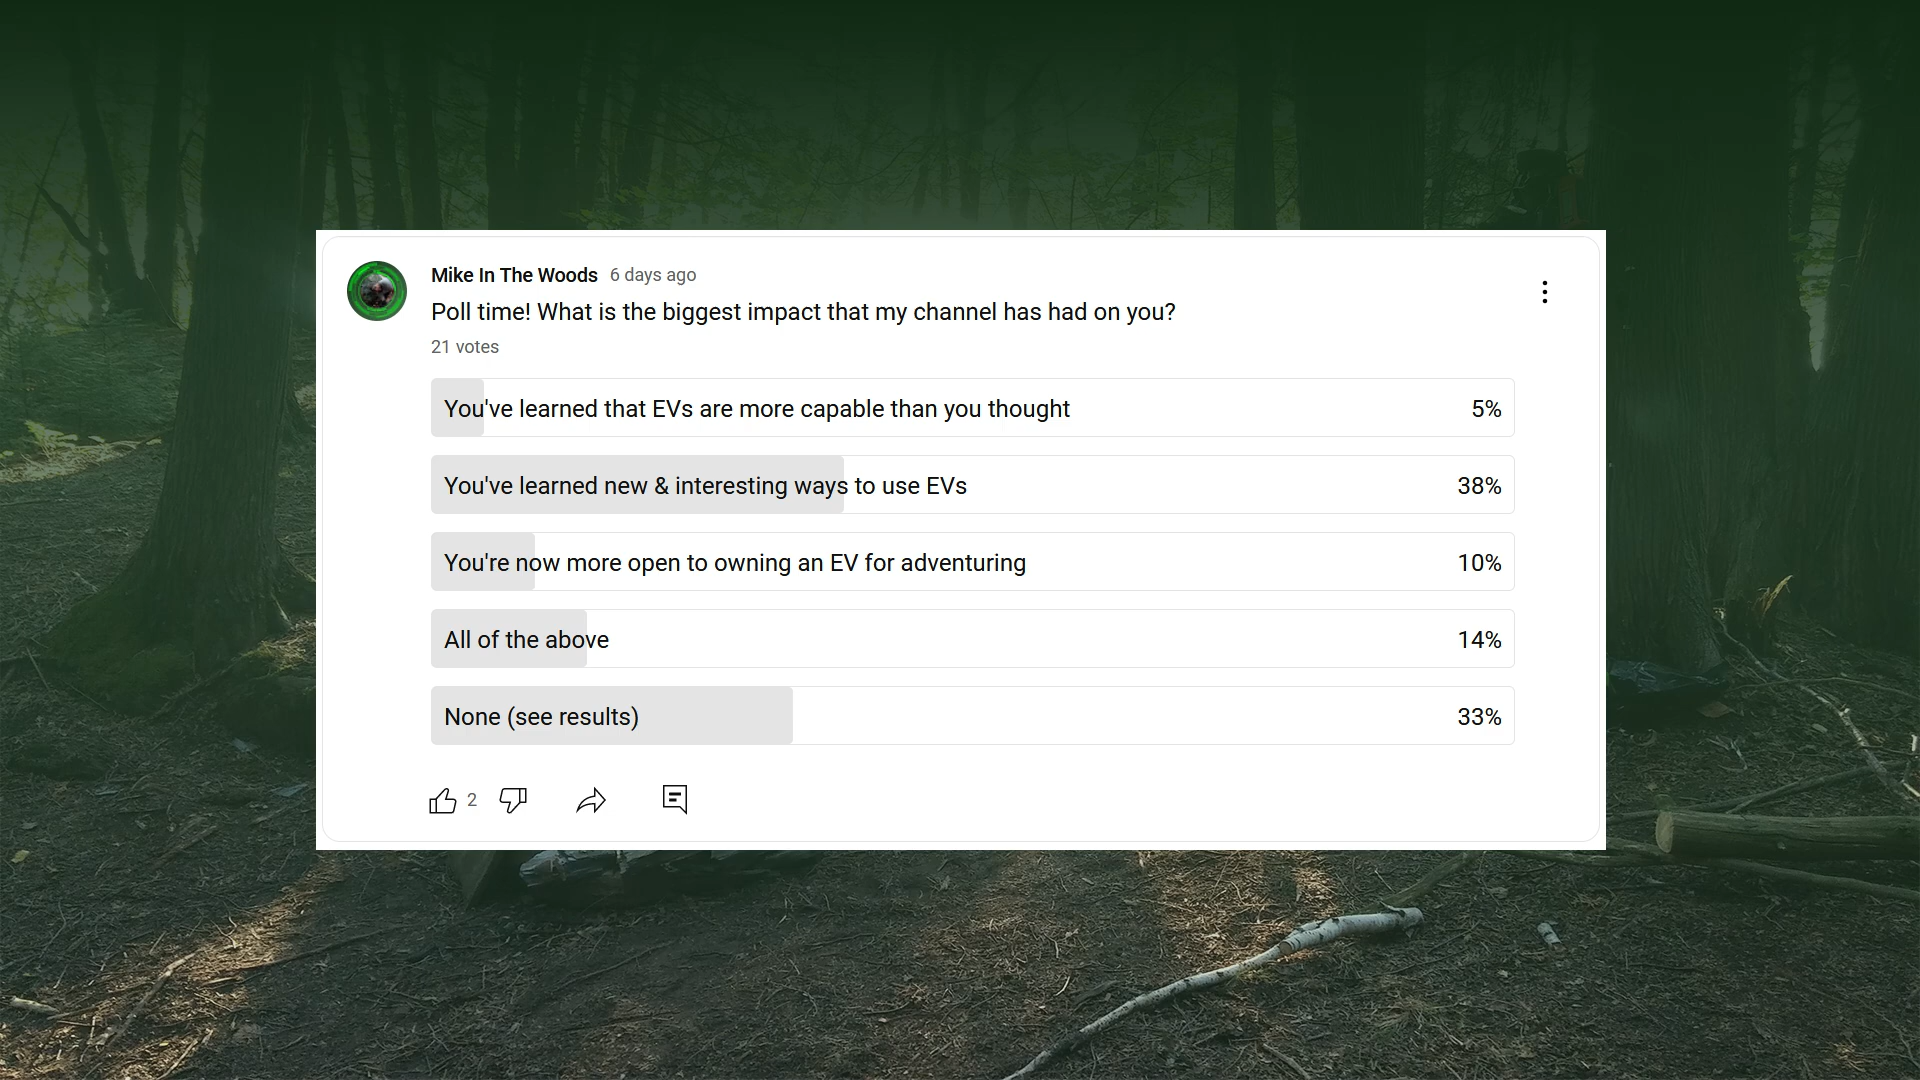 Mike In The Woods 6 days ago
Poll time! What is the biggest impact that my channel has had on you?
21 votes
You've learned that EVs are more capable than you thought 5%
You've learned new & interesting ways to use EVs 38%
You're now more open to owning an EV for adventuring 10%
All of the above 14%
None (see results) 33%
2